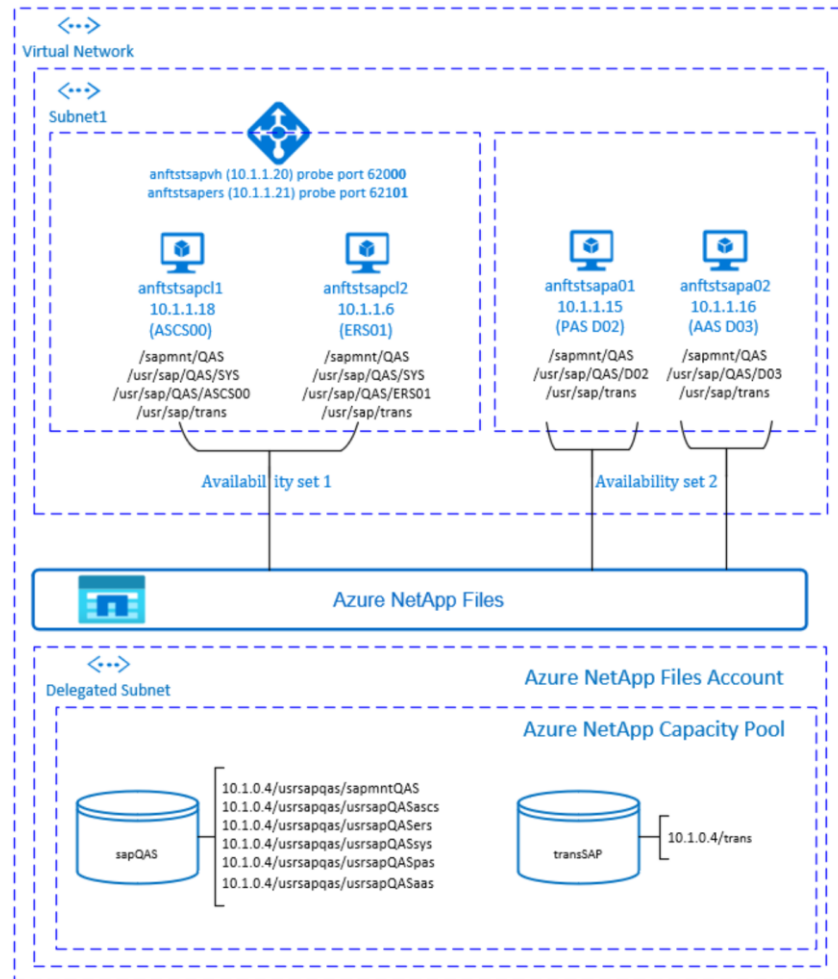 Virtual Network
Subnet1
anftstsapvh (10.1.1.20) probe port 62000
anftstsapers (10.1.1.21) probe port 62101
anftstsapcl1
10.1.1.18
(ASCS00)
/sapmnt/QAS
/usr/sap/QAS/SYS
/usr/sap/QAS/ASCS00
/usr/sap/trans
anftstsapcl2
10.1.1.6
(ERS01)
/sapmnt/QAS
/usr/sap/QAS/SYS
/usr/sap/QAS/ERS01
/usr/sap/trans
anftstsapa01
10.1.1.15
(PAS D02)
/sapmnt/QAS
/usr/sap/QAS/D02
/usr/sap/trans
anftstsapa02
10.1.1.16
(AAS D03)
/sapmnt/QAS
/usr/sap/QAS/D03
/usr/sap/trans
Availability set 1
Availability set 2
Azure NetApp Files
Delegated Subnet
Azure NetApp Files Account
Azure NetApp Capacity Pool
sapQAS
10.1.0.4/usrsapqas/sapmntQAS
10.1.0.4/usrsapqas/usrsapQASascs
10.1.0.4/usrsapqas/usrsapQASers
10.1.0.4/usrsapqas/usrsapQASsys
10.1.0.4/usrsapqas/usrsapQASpas
10.1.0.4/usrsapqas/usrsapQASaas
transSAP
10.1.0.4/trans